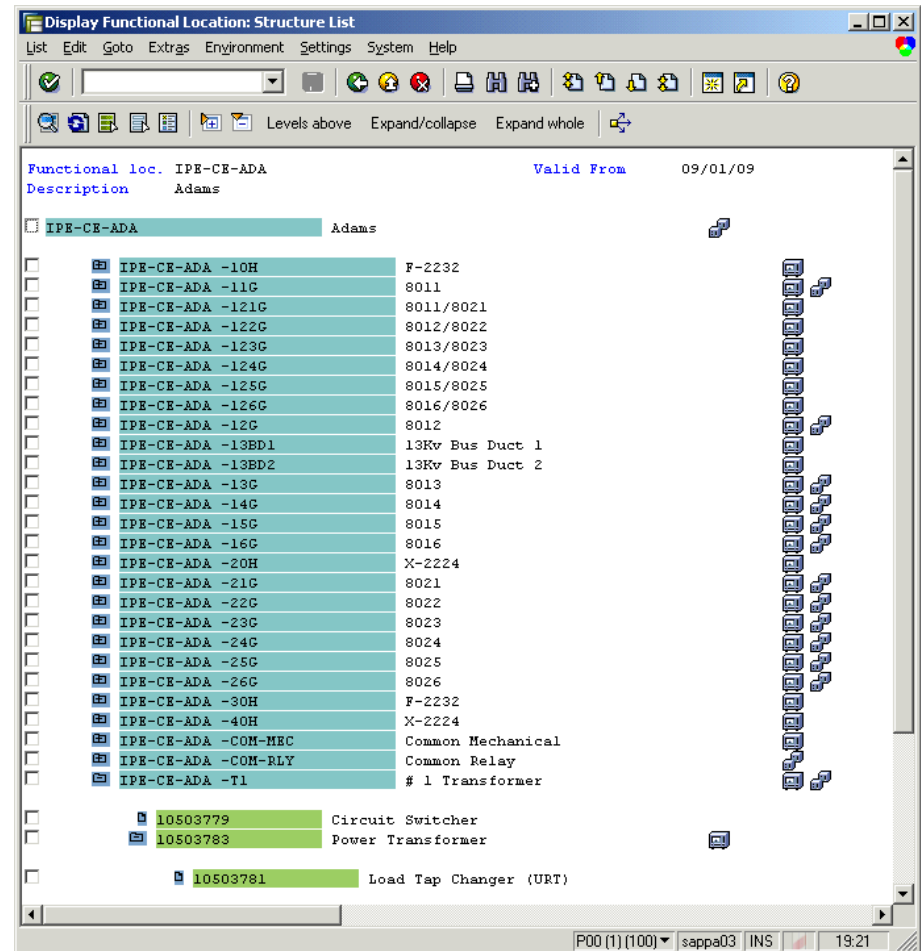 Display Functional Location: Structure List
List Edit Goto Extras Environment Settings System Help
Levels above Expand/collapse Expand whole
Functional loc. IPE-CE-ADA Valid From 09/01/09
Description Adams
IPE-CE-ADA Adams
IPE-CE-ADA -10H F-2232
IPE-CE-ADA -11G 8011
IPE-CE-ADA -121G 8011/8021
IPE-CE-ADA -122G 8012/8022
IPE-CE-ADA -123G 8013/8023
IPE-CE-ADA -124G 8014/8024
IPE-CE-ADA -125G 8015/8025
IPE-CE-ADA -126G 8016/8026
IPE-CE-ADA -12G 8012
IPE-CE-ADA -13BD1 13Kv Bus Duct 1
IPE-CE-ADA -13BD2 13Kv Bus Duct 2
IPE-CE-ADA -13G 8013
IPE-CE-ADA -14G 8014
IPE-CE-ADA -15G 8015
IPE-CE-ADA -16G 8016
IPE-CE-ADA -20H X-2224
IPE-CE-ADA -21G 8021
IPE-CE-ADA -22G 8022
IPE-CE-ADA -23G 8023
IPE-CE-ADA -24G 8024
IPE-CE-ADA -25G 8025
IPE-CE-ADA -26G 8026
IPE-CE-ADA -30H F-2232
IPE-CE-ADA -40H X-2224
IPE-CE-ADA -COM-MEC Common Mechanical
IPE-CE-ADA -COM-RLY Common Relay
IPE-CE-ADA -T1 # 1 Transformer
10503779 Circuit Switcher
10503783 Power Transformer
10503781 Load Tap Changer (URT)
P00 (1) (100) sappa03 INS 19:21